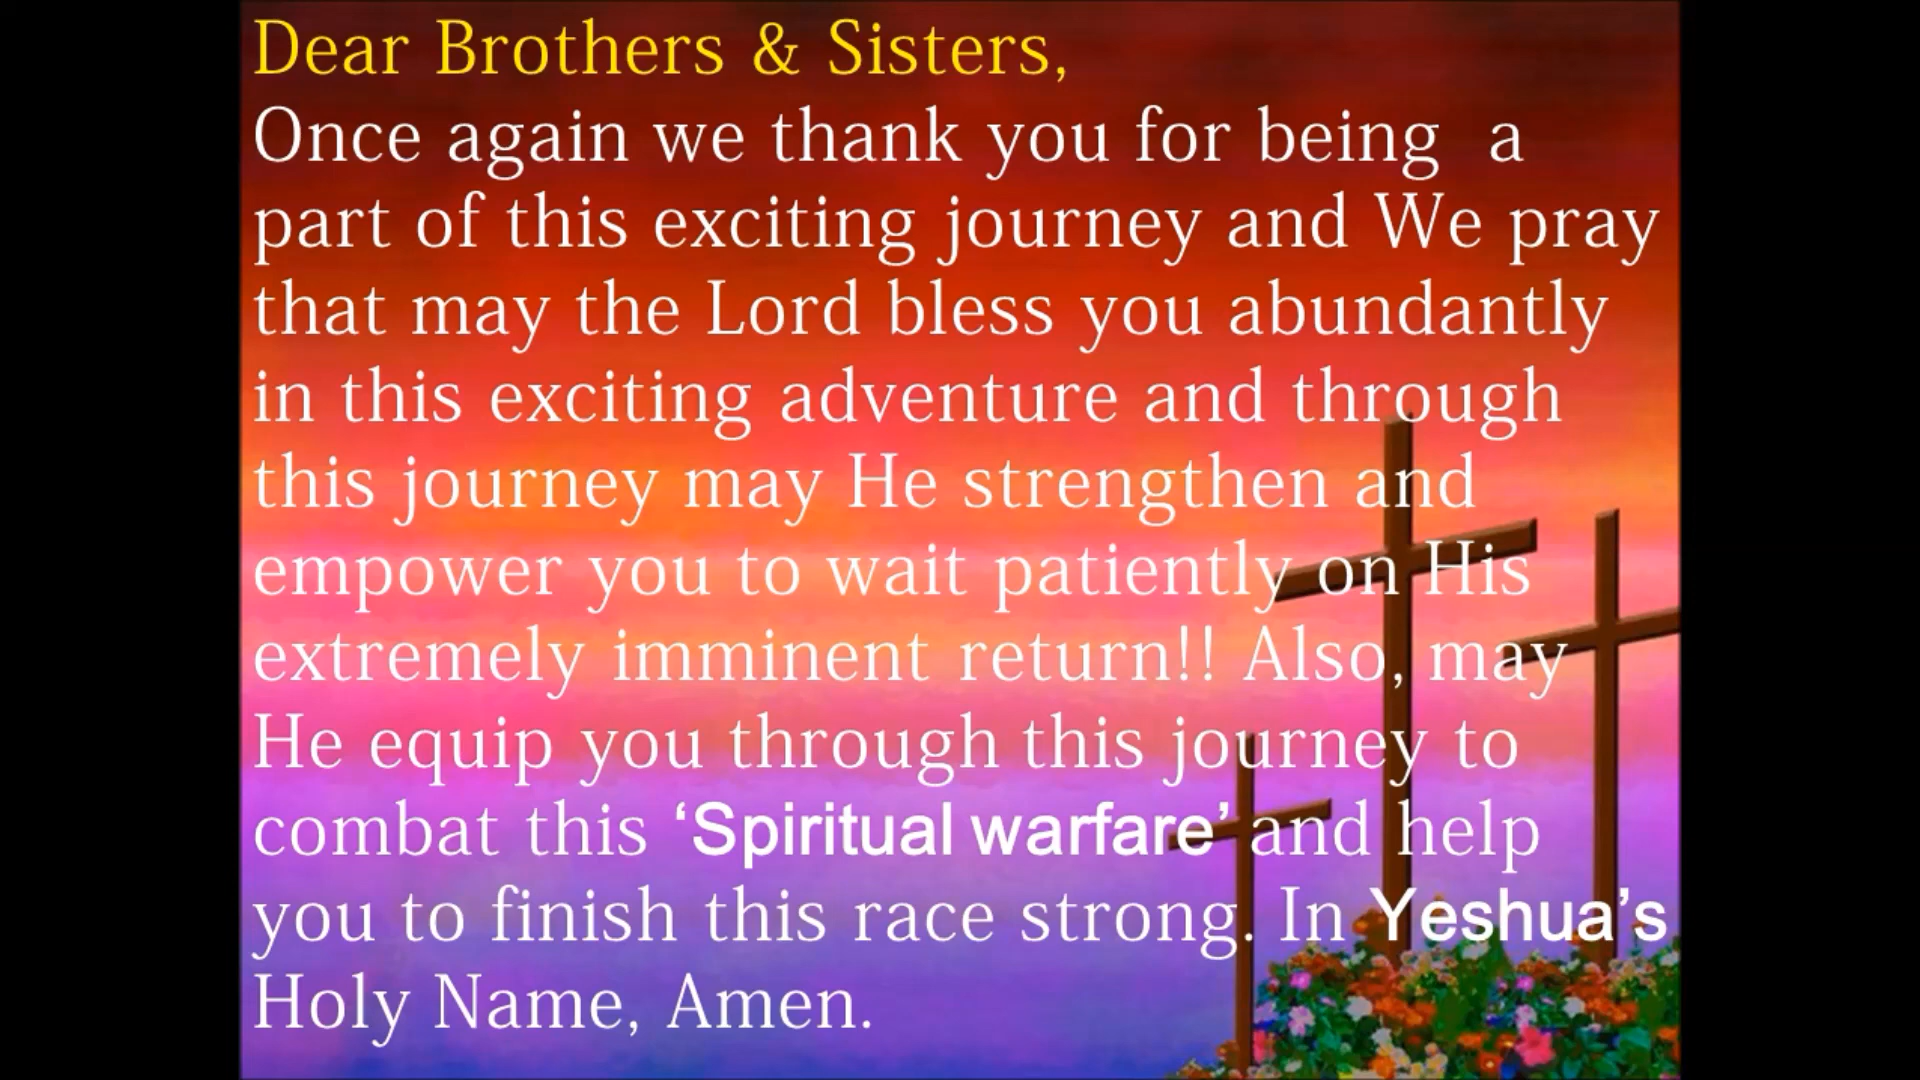 Dear Brothers & Sisters,
Once again we thank you for being  a
part of this exciting journey and We pray
that may the Lord bless you abundantly
in this exciting adventure and through
this journey may He strengthen and
empower you to wait patiently on His
extremely imminent return!! Also, may
He equip you through this journey to
combat this ‘Spiritual warfare’ and help
you to finish this race strong. In Yeshua’s
Holy Name, Amen.